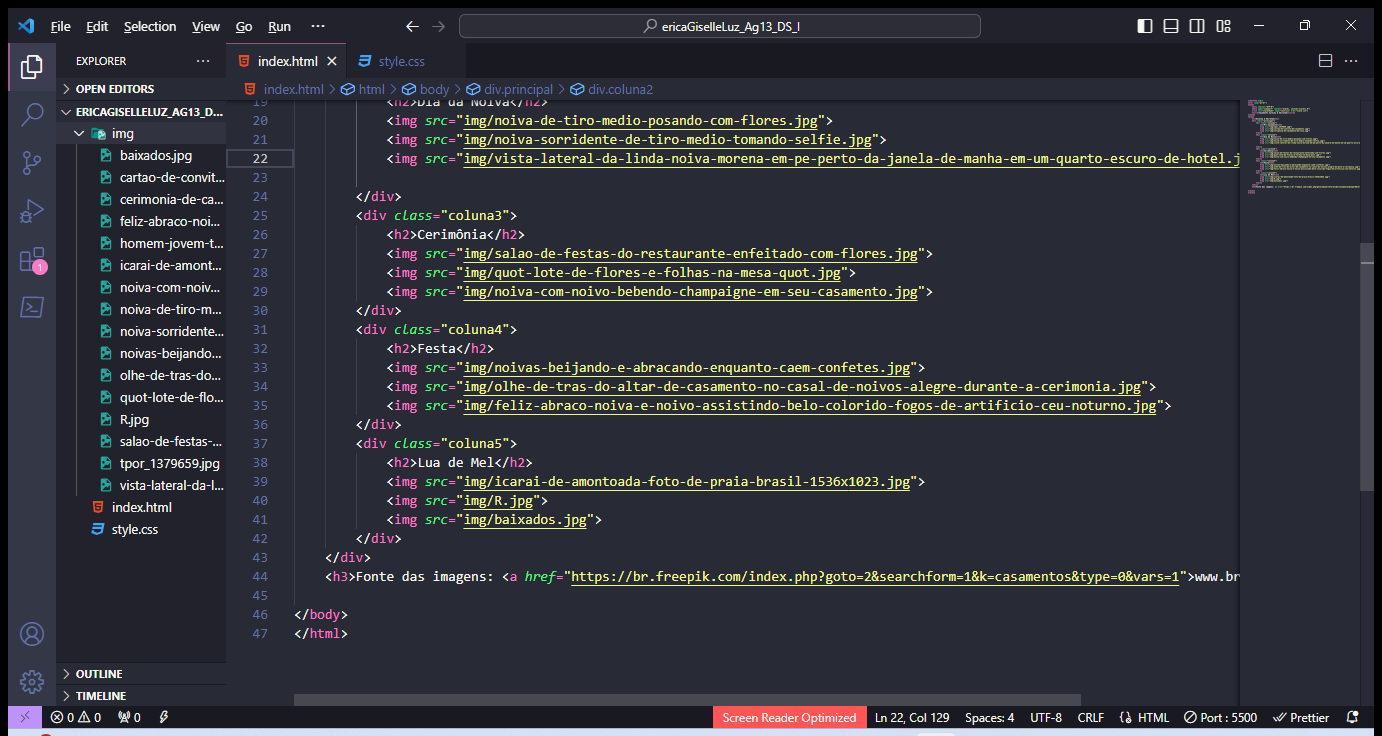 File Edit Selection View Go Run ···
ericaGiselleLuz_Ag13_DS_I
EXPLORER ···
index.html
style.css
OPEN EDITORS
index.html > html > body > div.principal > div.coluna2
ERICAGISELLELUZ_AG13_D...
img
baixados.jpg
cartao-de-convit...
cerimonia-de-ca...
feliz-abraco-noi...
homem-jovem-t...
icarai-de-amont...
noiva-com-noiv...
noiva-de-tiro-m...
noiva-sorridente...
noivas-beijando...
olhe-de-tras-do...
quot-lote-de-flo...
R.jpg
salao-de-festas-...
tpor_1379659.jpg
vista-lateral-da-l...
index.html
style.css
OUTLINE
TIMELINE
1
19 <h2>Dia da Noiva</h2>
20 <img src="img/noiva-de-tiro-medio-posando-com-flores.jpg">
21 <img src="img/noiva-sorridente-de-tiro-medio-tomando-selfie.jpg">
22 <img src="img/vista-lateral-da-linda-noiva-morena-em-pe-perto-da-janela-de-manha-em-um-quarto-escuro-de-hotel.j
23
24 </div>
25 <div class="coluna3">
26 <h2>Cerimônia</h2>
27 <img src="img/salao-de-festas-do-restaurante-enfeitado-com-flores.jpg">
28 <img src="img/quot-lote-de-flores-e-folhas-na-mesa-quot.jpg">
29 <img src="img/noiva-com-noivo-bebendo-champaigne-em-seu-casamento.jpg">
30 </div>
31 <div class="coluna4">
32 <h2>Festa</h2>
33 <img src="img/noivas-beijando-e-abracando-enquanto-caem-confetes.jpg">
34 <img src="img/olhe-de-tras-do-altar-de-casamento-no-casal-de-noivos-alegre-durante-a-cerimonia.jpg">
35 <img src="img/feliz-abraco-noiva-e-noivo-assistindo-belo-colorido-fogos-de-artificio-ceu-noturno.jpg">
36 </div>
37 <div class="coluna5">
38 <h2>Lua de Mel</h2>
39 <img src="img/icarai-de-amontoada-foto-de-praia-brasil-1536x1023.jpg">
40 <img src="img/R.jpg">
41 <img src="img/baixados.jpg">
42 </div>
43 </div>
44 <h3>Fonte das imagens: <a href="https://br.freepik.com/index.php?goto=2&searchform=1&k=casamentos&type=0&vars=1">www.br
45
46 </body>
47 </html>
0 0 0
Screen Reader Optimized Ln 22, Col 129 Spaces: 4 UTF-8 CRLF HTML Port : 5500 Prettier